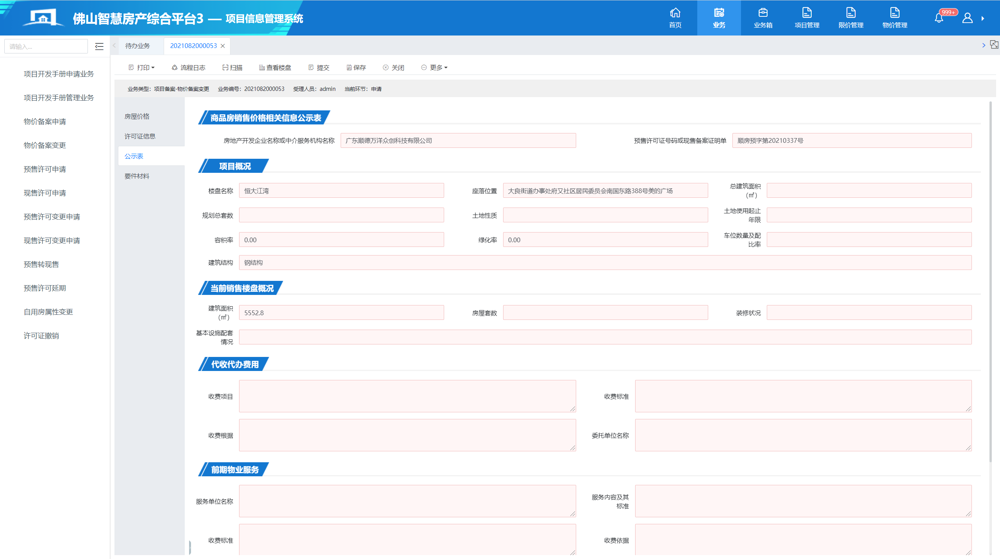 佛山智慧房产综合平台3 — 项目信息管理系统
首页
业务
业务箱
项目管理
限价管理
物价管理
999+
请输入...
待办业务
2021082000053
打印
流程日志
扫描
查看楼盘
提交
保存
关闭
更多
业务类型：项目备案-物价备案变更 业务编号：2021082000053 受理人员：admin 当前环节：申请
项目开发手册申请业务
项目开发手册管理业务
物价备案申请
物价备案变更
预售许可申请
现售许可申请
预售许可变更申请
现售许可变更申请
预售转现售
预售许可延期
自用房属性变更
许可证撤销
房屋价格
许可证信息
公示表
要件材料
商品房销售价格相关信息公示表
房地产开发企业名称或中介服务机构名称
广东顺德万洋众创科技有限公司
预售许可证号码或现售备案证明单
顺房预字第20210337号
项目概况
楼盘名称
恒大江湾
座落位置
大良街道办事处府又社区居民委员会南国东路388号美的广场
总建筑面积
（㎡）
规划总套数
土地性质
土地使用起止
年限
容积率
0.00
绿化率
0.00
车位数量及配
比率
建筑结构
钢结构
当前销售楼盘概况
建筑面积
（㎡）
5552.8
房屋套数
装修状况
基本设施配套
情况
代收代办费用
收费项目
收费标准
收费根据
委托单位名称
前期物业服务
服务单位名称
服务内容及其
标准
收费标准
收费依据